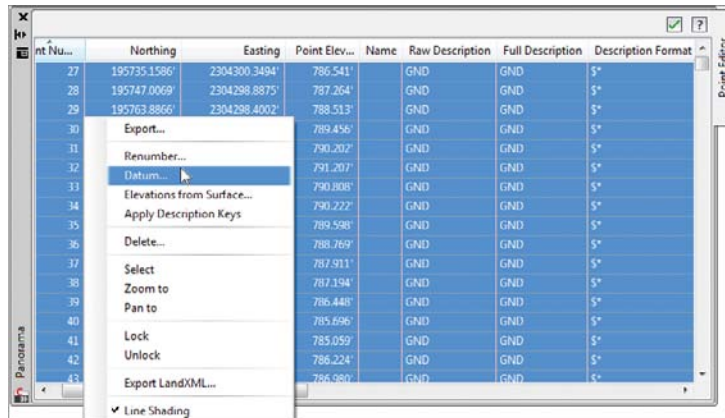 nt Nu... Northing Easting Point Elev... Name Raw Description Full Description Description Format
27 195735.1586' 2304300.3494' 786.541' GND GND $*
28 195747.0069' 2304298.8875' 787.264' GND GND $*
29 195763.8866' 2304298.4002' 788.513' GND GND $*
30 789.456' GND GND $*
31 790.202' GND GND $*
32 791.207' GND GND $*
33 790.808' GND GND $*
34 790.222' GND GND $*
35 789.598' GND GND $*
36 788.769' GND GND $*
37 787.911' GND GND $*
38 787.194' GND GND $*
39 786.448' GND GND $*
40 785.696' GND GND $*
41 785.059' GND GND $*
42 786.224' GND GND $*
43 786.980' GND GND $*
Export...
Renumber...
Datum...
Elevations from Surface...
Apply Description Keys
Delete...
Select
Zoom to
Pan to
Lock
Unlock
Export LandXML...
✔ Line Shading
Panorama
Point Editor